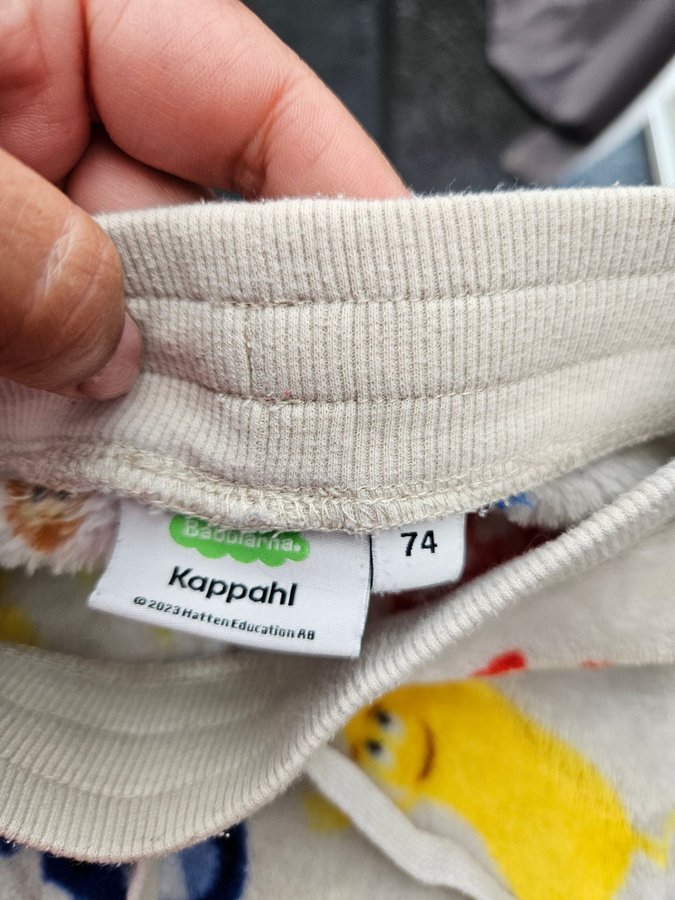 Babblarna®
Kappahl
© 2023 Hatten Education AB
74